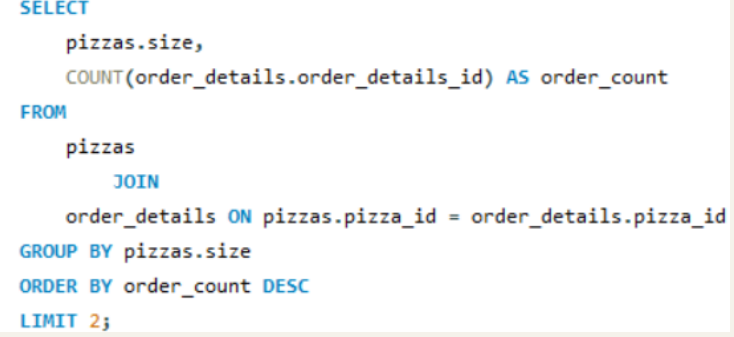 SELECT
pizzas.size,
COUNT(order_details.order_details_id) AS order_count
FROM
pizzas
JOIN
order_details ON pizzas.pizza_id = order_details.pizza_id
GROUP BY pizzas.size
ORDER BY order_count DESC
LIMIT 2;